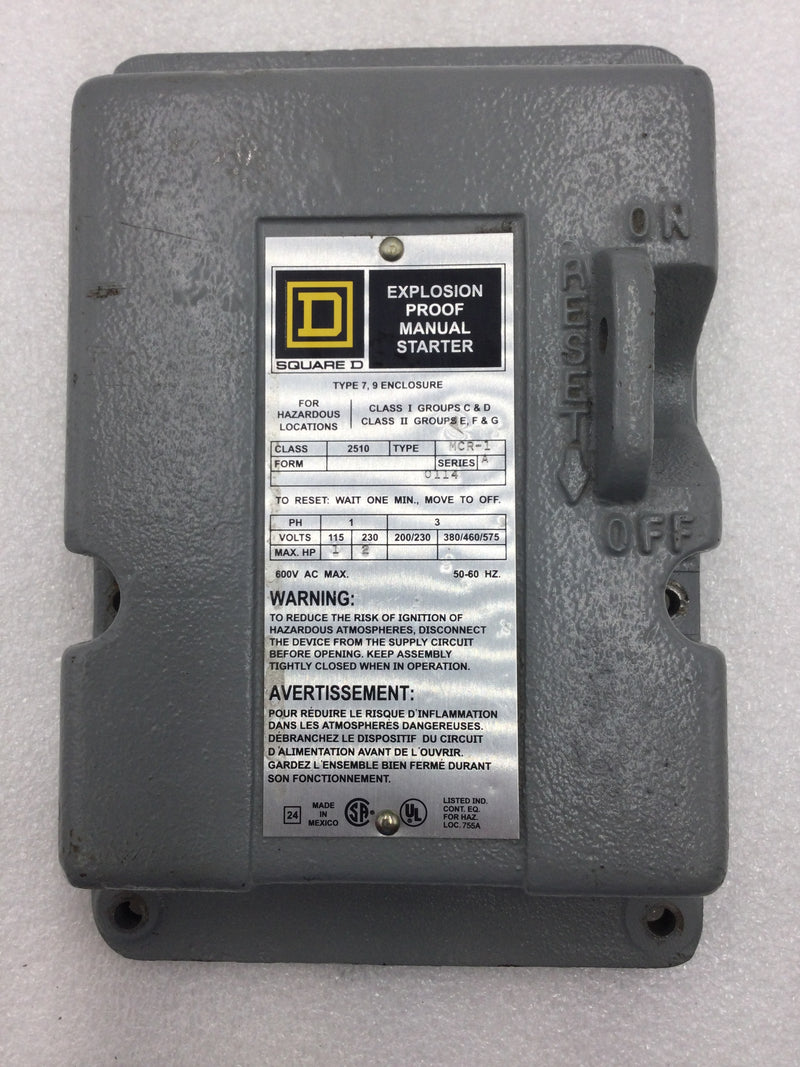 ON
RESET
OFF
D
SQUARE D
EXPLOSION
PROOF
MANUAL
STARTER
TYPE 7, 9 ENCLOSURE
FOR
HAZARDOUS
LOCATIONS
CLASS I GROUPS C & D
CLASS II GROUPS E, F & G
CLASS 2510 TYPE MCR-1
FORM SERIES A
0114
TO RESET: WAIT ONE MIN., MOVE TO OFF.
PH 1 3
VOLTS 115 230 200/230 380/460/575
MAX. HP 1 2
600V AC MAX. 50-60 HZ.
WARNING:
TO REDUCE THE RISK OF IGNITION OF
HAZARDOUS ATMOSPHERES, DISCONNECT
THE DEVICE FROM THE SUPPLY CIRCUIT
BEFORE OPENING. KEEP ASSEMBLY
TIGHTLY CLOSED WHEN IN OPERATION.
AVERTISSEMENT:
POUR RÉDUIRE LE RISQUE D'INFLAMMATION
DANS LES ATMOSPHERÈS DANGEREUSES.
DÉBRANCHEZ LE DISPOSITIF DU CIRCUIT
D'ALIMENTATION AVANT DE L'OUVRIR.
GARDEZ L'ENSEMBLE BIEN FERMÉ DURANT
SON FONCTIONNEMENT.
24
MADE
IN
MEXICO
SA
UL
LISTED IND.
CONT. EQ.
FOR HAZ.
LOC. 755A